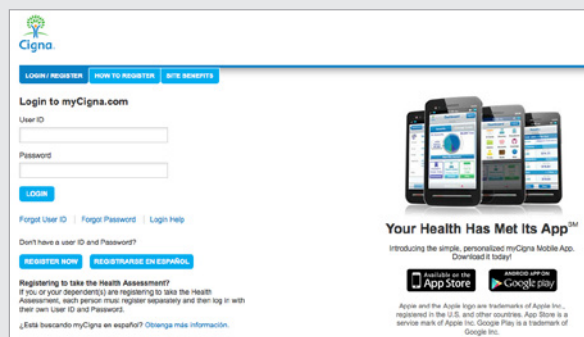 Cigna.
LOGIN / REGISTER
HOW TO REGISTER
SITE BENEFITS
Login to myCigna.com
User ID
Password
LOGIN
Forgot User ID | Forgot Password | Login Help
Don't have a user ID and Password?
REGISTER NOW
REGISTRARSE EN ESPAÑOL
Registering to take the Health Assessment?
If you or your dependent(s) are registering to take the Health
Assessment, each person must register separately and then log in with
their own User ID and Password.
¿Está buscando myCigna en español? Obtenga más información.
Your Health Has Met Its App℠
Introducing the simple, personalized myCigna Mobile App.
Download it today!
Available on the
App Store
ANDROID APP ON
Google play
Apple and the Apple logo are trademarks of Apple Inc.,
registered in the U.S. and other countries. App Store is a
service mark of Apple Inc. Google Play is a trademark of
Google Inc.